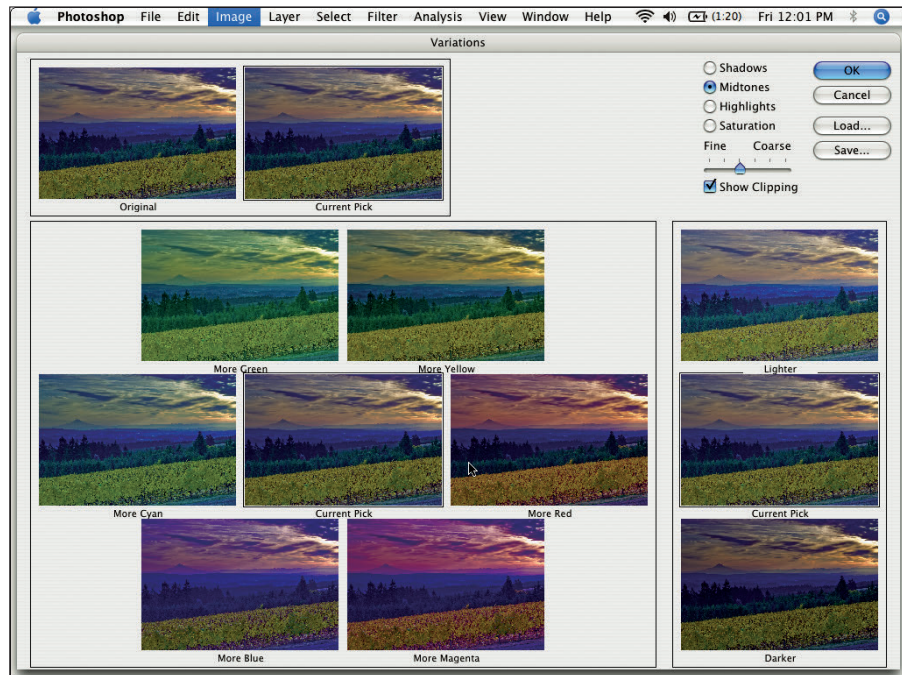 Photoshop File Edit Image Layer Select Filter Analysis View Window Help (1:20) Fri 12:01 PM
Variations
Original
Current Pick
Shadows
Midtones
Highlights
Saturation
Fine Coarse
Show Clipping
OK
Cancel
Load...
Save...
More Green
More Yellow
More Cyan
Current Pick
More Red
More Blue
More Magenta
Lighter
Current Pick
Darker